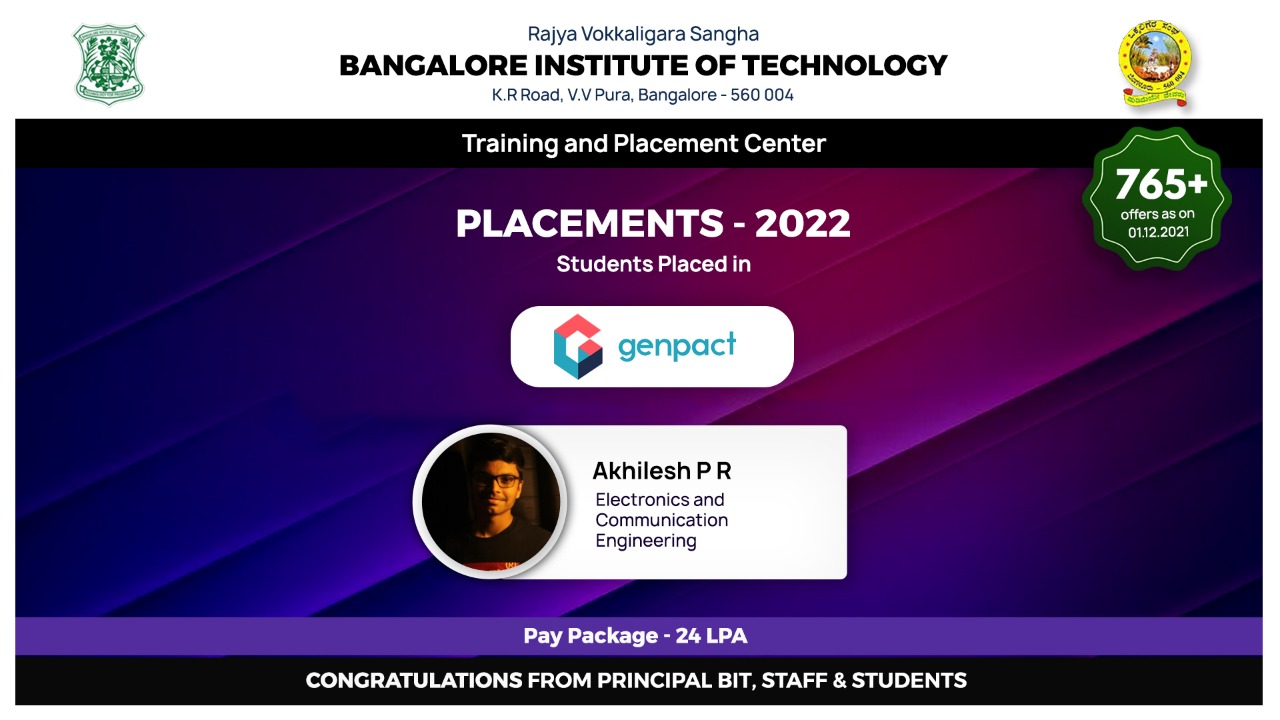 Rajya Vokkaligara Sangha
BANGALORE INSTITUTE OF TECHNOLOGY
K.R Road, V.V Pura, Bangalore - 560 004
Training and Placement Center
765+
offers as on
01.12.2021
PLACEMENTS - 2022
Students Placed in
genpact
Akhilesh P R
Electronics and
Communication
Engineering
Pay Package - 24 LPA
CONGRATULATIONS FROM PRINCIPAL BIT, STAFF & STUDENTS